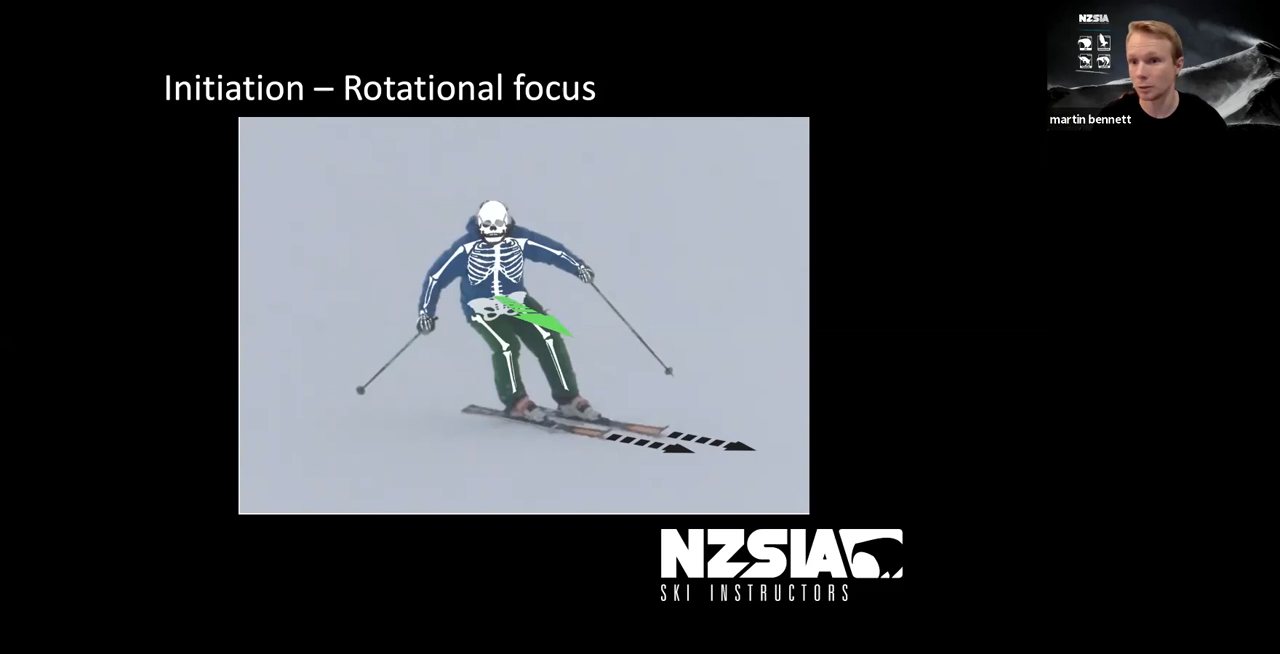 NZSIA
martin bennett
Initiation – Rotational focus
NZSIA
SKI INSTRUCTORS